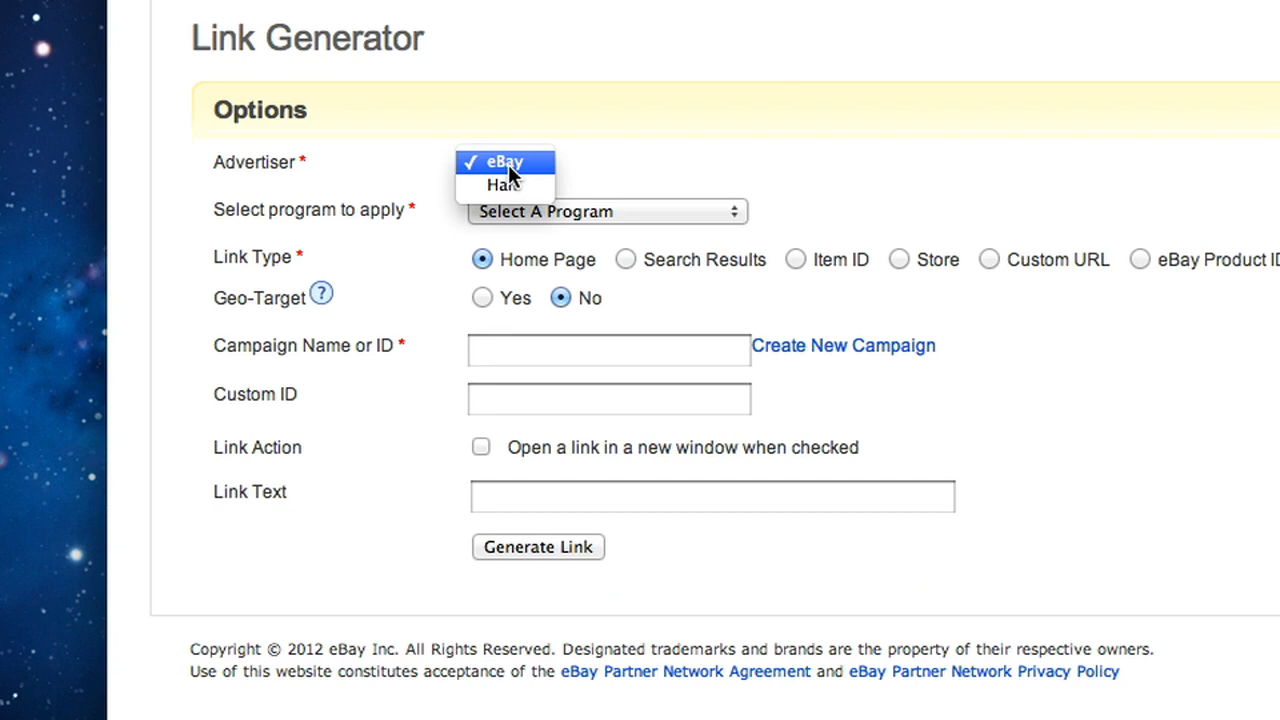 Link Generator
Options
Advertiser *
✓ eBay
Select program to apply *
Select A Program
Link Type *
Home Page Search Results Item ID Store Custom URL eBay Product ID
Geo-Target ?
Yes No
Campaign Name or ID *
Create New Campaign
Custom ID
Link Action
Open a link in a new window when checked
Link Text
Generate Link
Copyright © 2012 eBay Inc. All Rights Reserved. Designated trademarks and brands are the property of their respective owners.
Use of this website constitutes acceptance of the eBay Partner Network Agreement and eBay Partner Network Privacy Policy